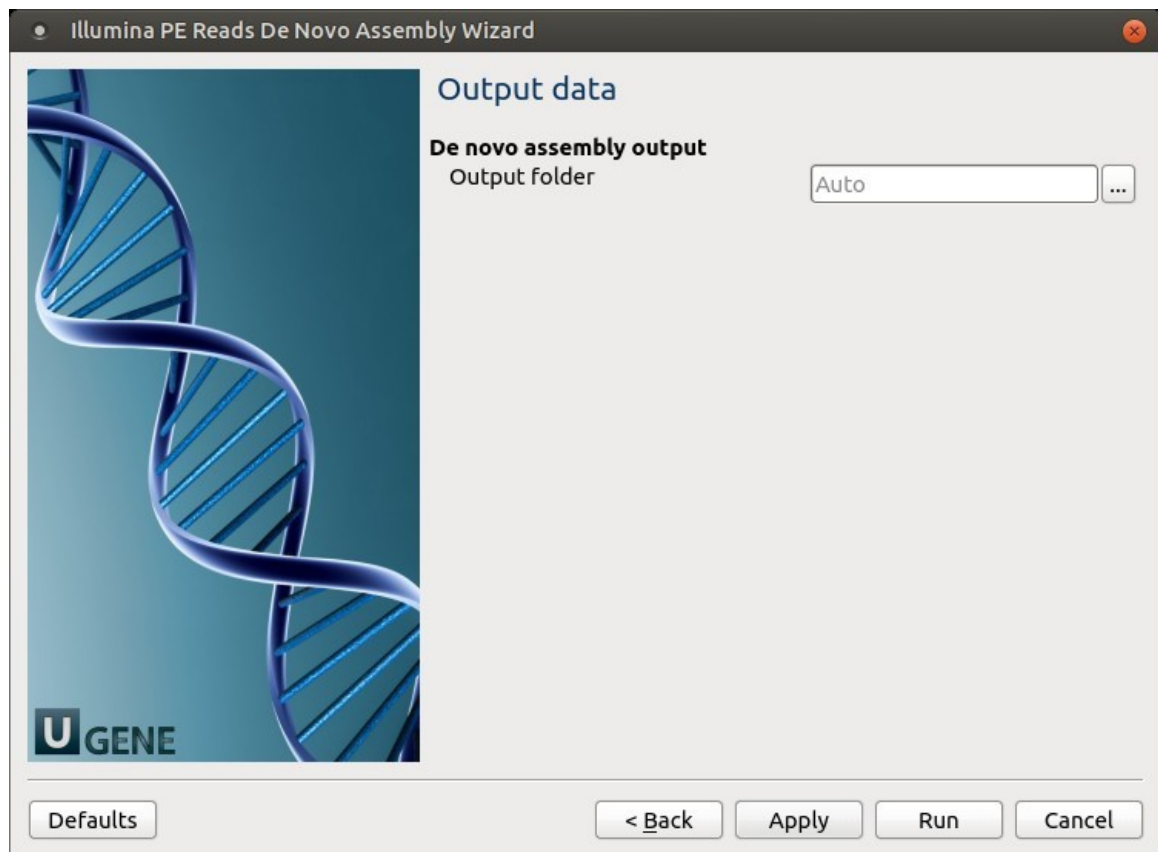 Illumina PE Reads De Novo Assembly Wizard
Output data
De novo assembly output
Output folder
Auto
...
U GENE
Defaults
< Back
Apply
Run
Cancel